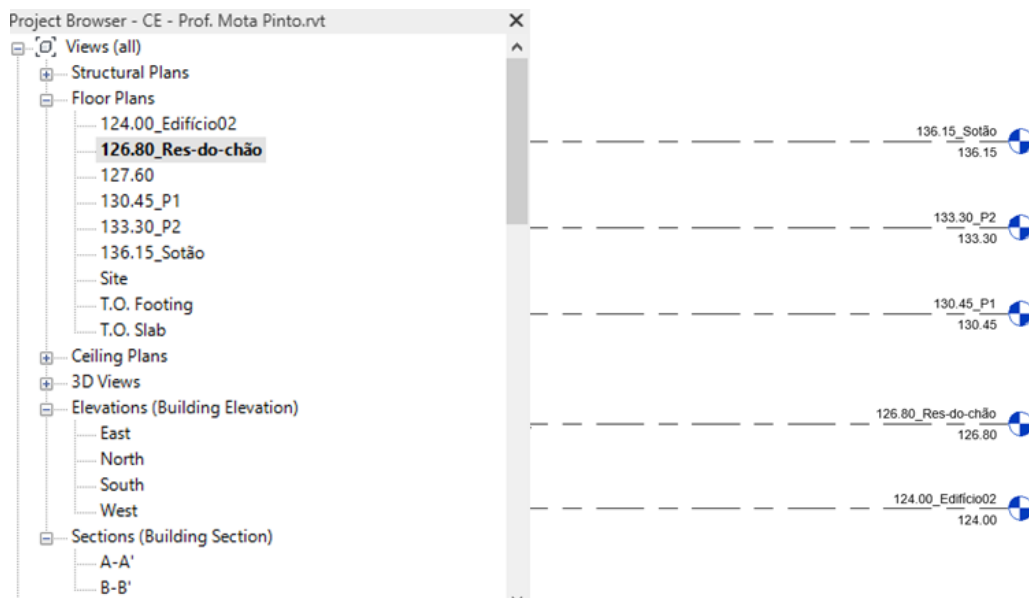 Project Browser - CE - Prof. Mota Pinto.rvt
Views (all)
Structural Plans
Floor Plans
124.00_Edifício02
126.80_Res-do-chão
127.60
130.45_P1
133.30_P2
136.15_Sotão
Site
T.O. Footing
T.O. Slab
Ceiling Plans
3D Views
Elevations (Building Elevation)
East
North
South
West
Sections (Building Section)
A-A'
B-B'
136.15_Sotão
136.15
133.30_P2
133.30
130.45_P1
130.45
126.80_Res-do-chão
126.80
124.00_Edifício02
124.00